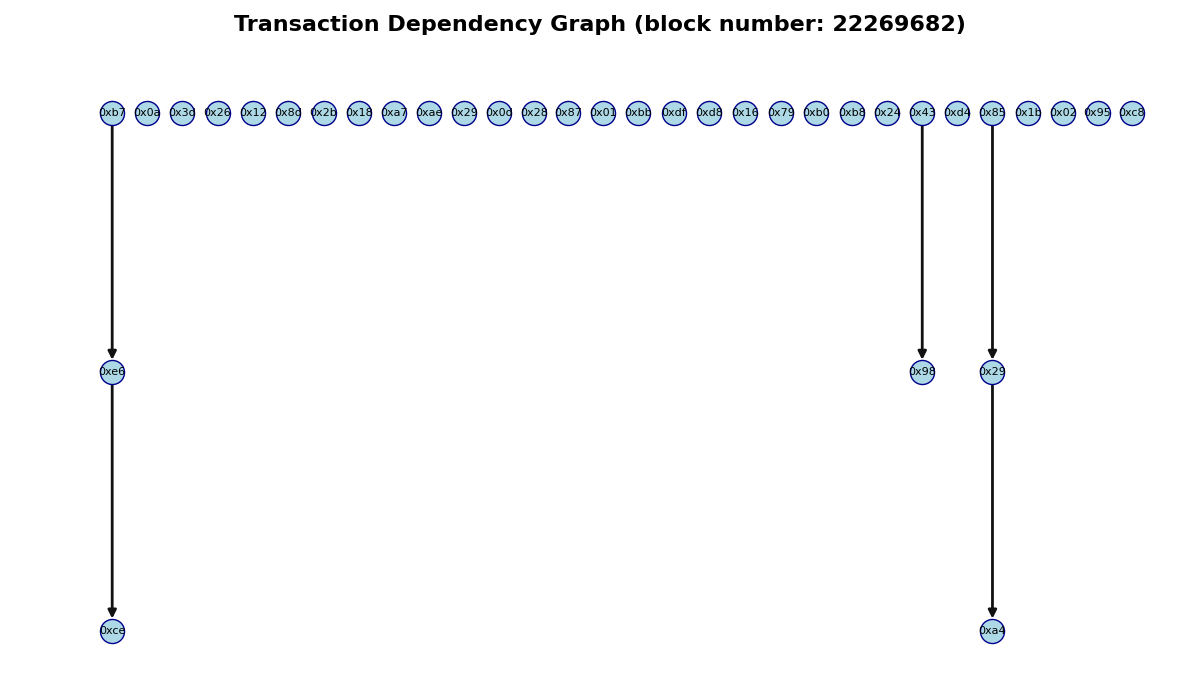 Transaction Dependency Graph (block number: 22269682)
0xb7 0x0a 0x3d 0x26 0x12 0x8d 0x2b 0x18 0xa7 0xae 0x29 0x0d 0x28 0x87 0x01 0xbb 0xdf 0xd8 0x16 0x79 0xb0 0xb8 0x24 0x43 0xd4 0x85 0x1b 0x02 0x95 0xc8
0xe6 0x98 0x29
0xce 0xa4